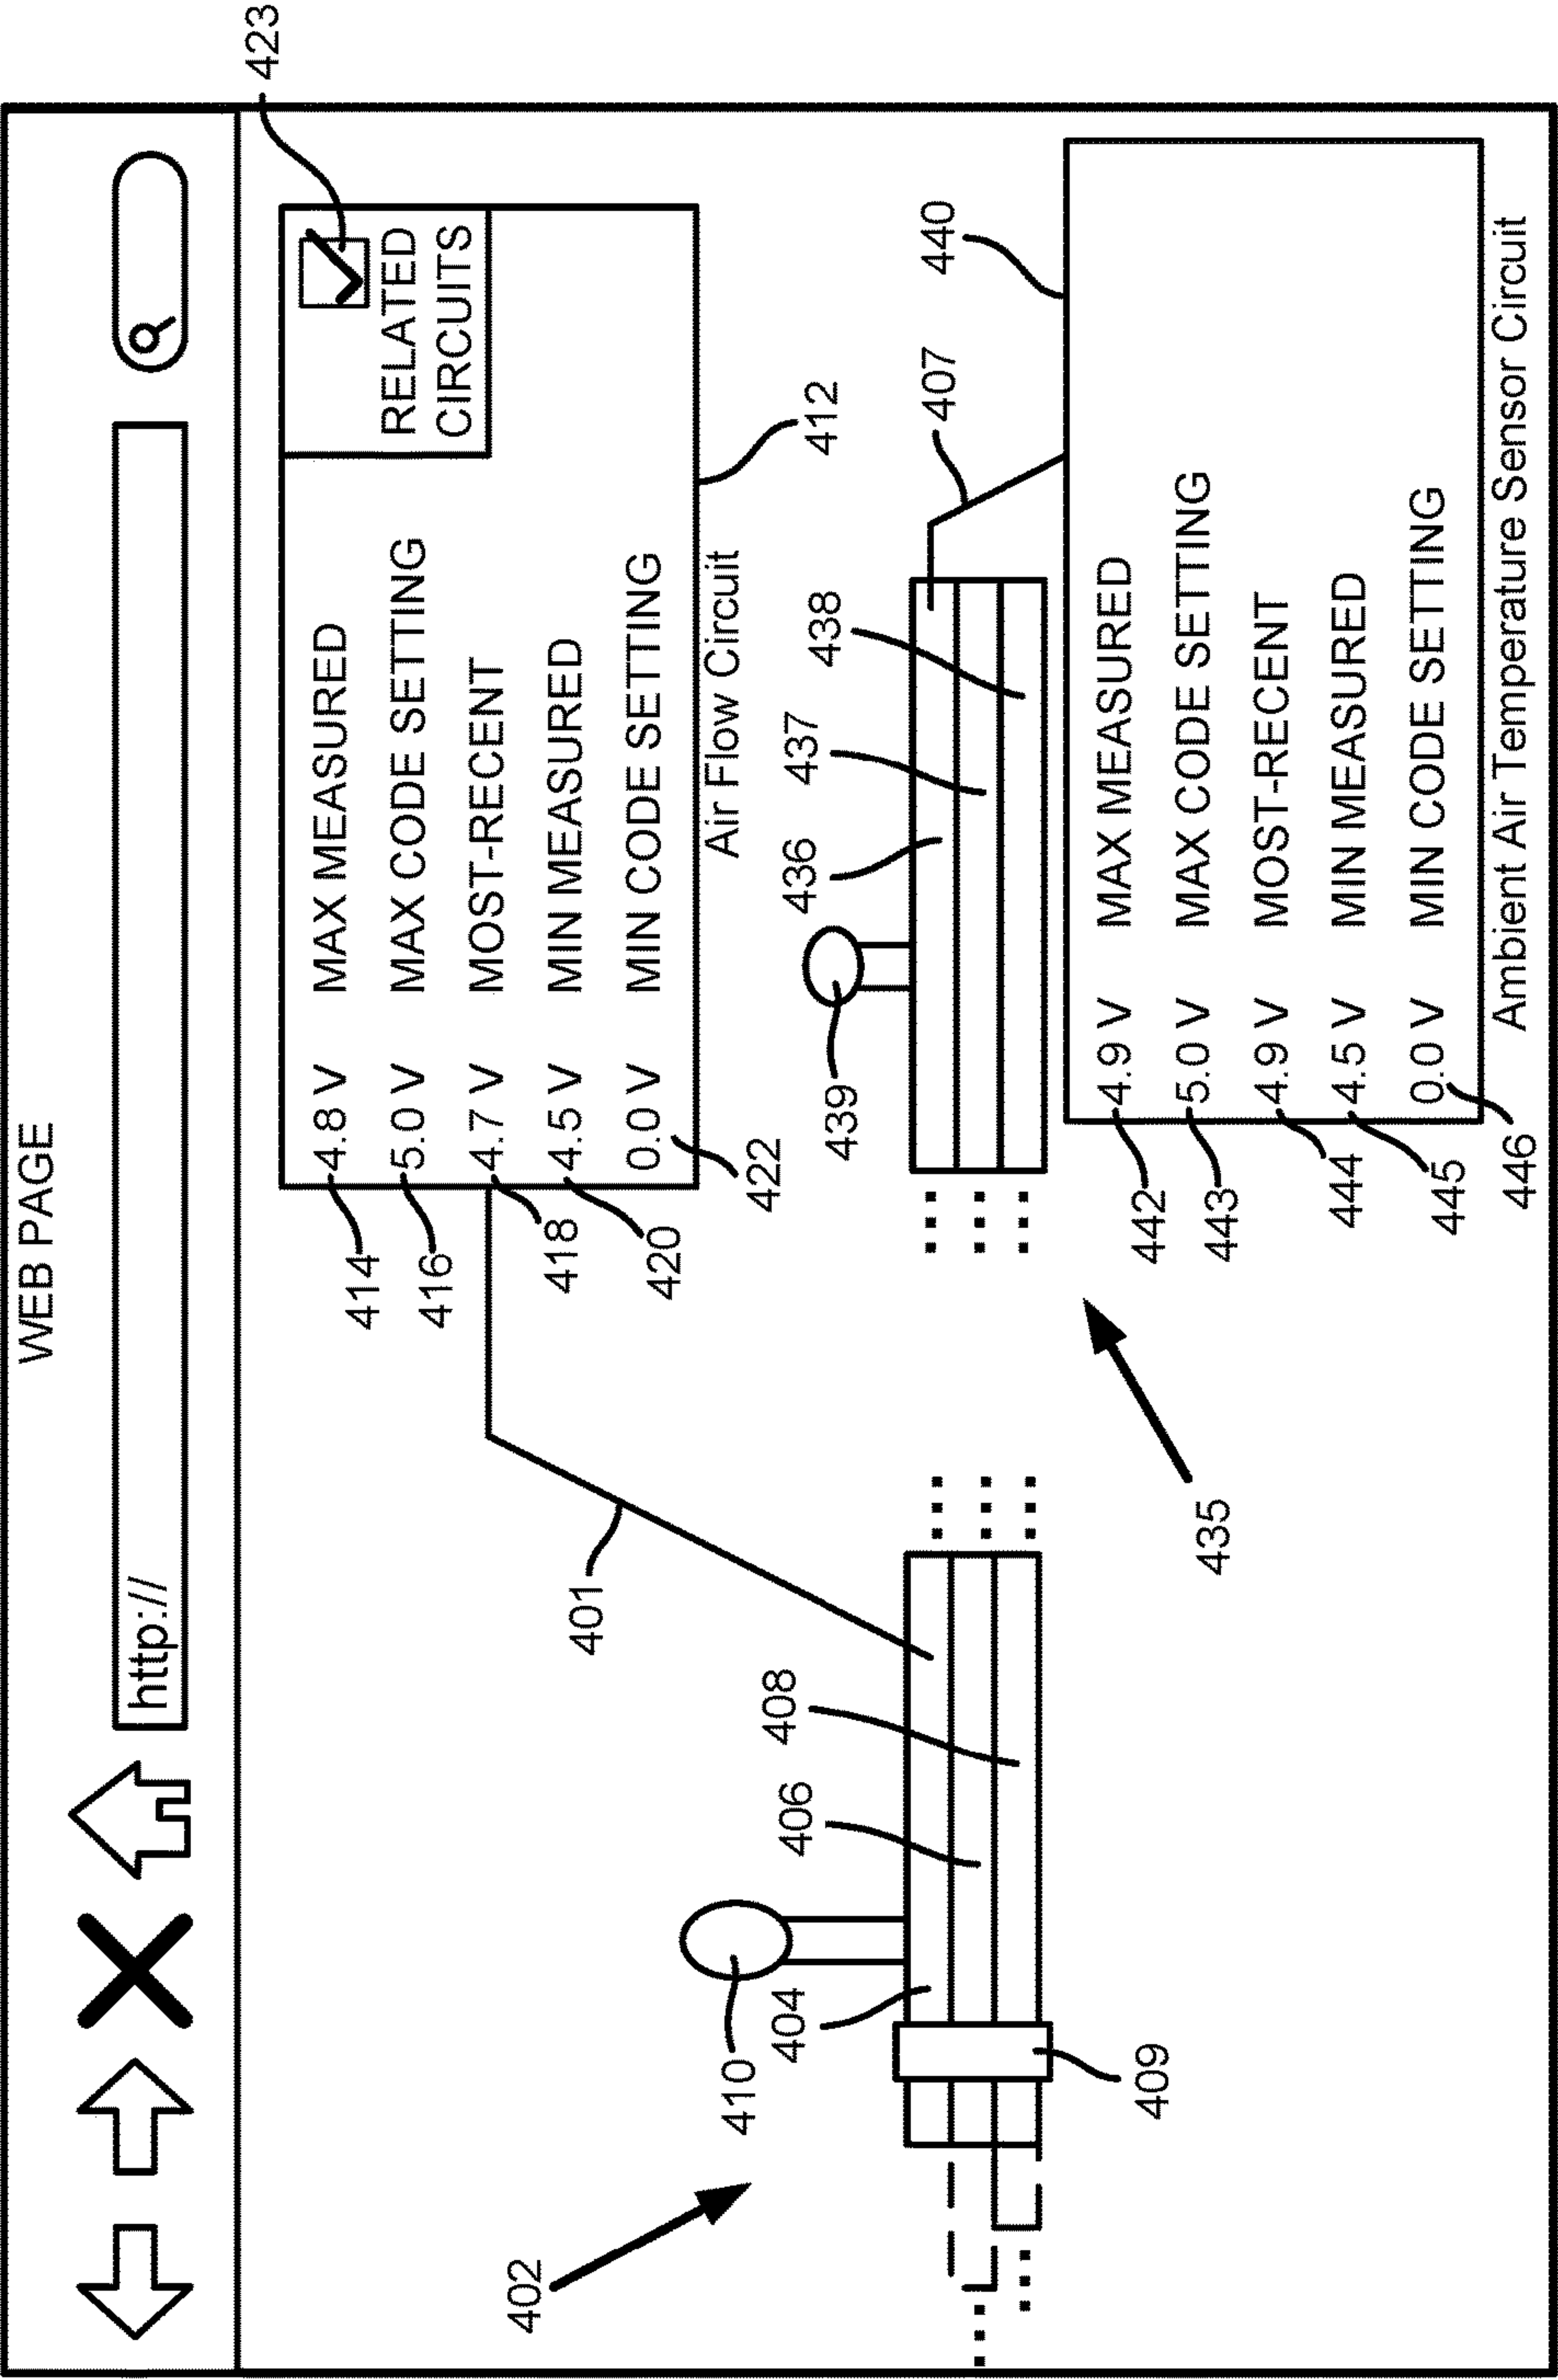 WEB PAGE
http://
423
4.8 V MAX MEASURED
5.0 V MAX CODE SETTING
4.7 V MOST-RECENT
4.5 V MIN MEASURED
0.0 V MIN CODE SETTING
RELATED
CIRCUITS
414
416
418
420
422
412
Air Flow Circuit
401
402
410
404
406
408
409
439
436
437
438
407
440
435
4.9 V MAX MEASURED
5.0 V MAX CODE SETTING
4.9 V MOST-RECENT
4.5 V MIN MEASURED
0.0 V MIN CODE SETTING
442
443
444
445
446
Ambient Air Temperature Sensor Circuit